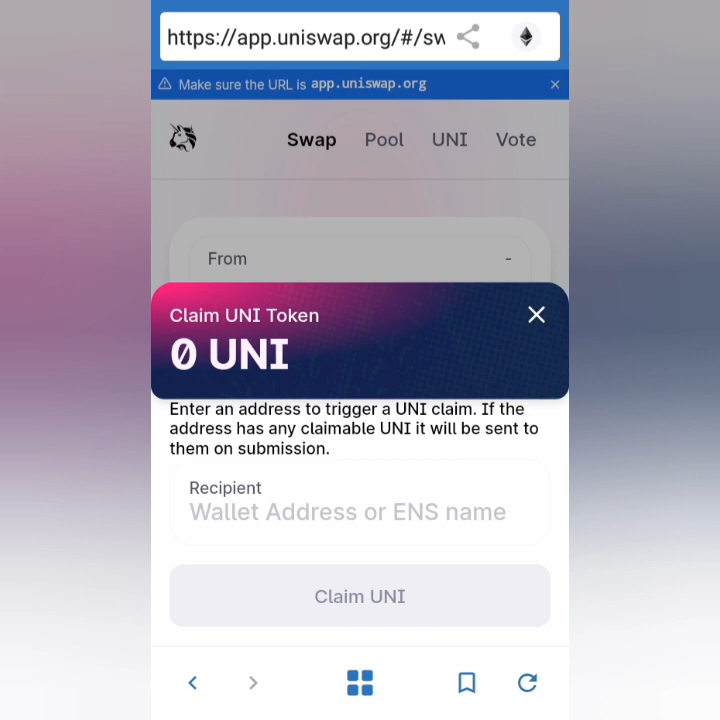 https://app.uniswap.org/#/sw
Make sure the URL is app.uniswap.org
Swap Pool UNI Vote
From -
Claim UNI Token
0 UNI
Enter an address to trigger a UNI claim. If the
address has any claimable UNI it will be sent to
them on submission.
Recipient
Wallet Address or ENS name
Claim UNI